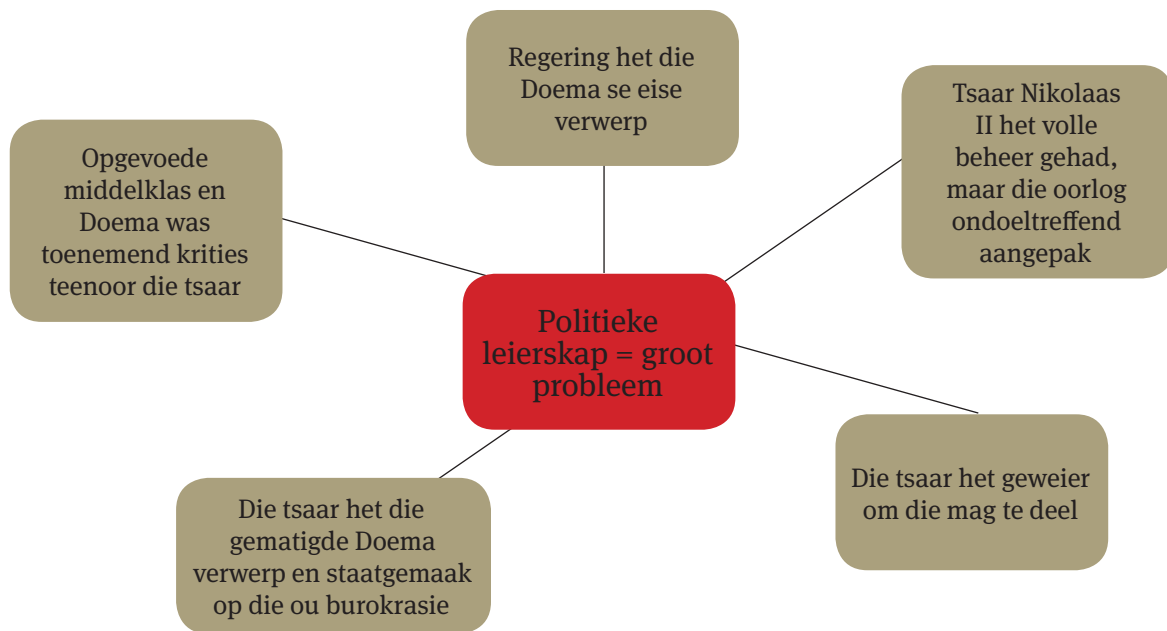 Regering het die
Doema se eise
verwerp
Tsaar Nikolaas
II het volle
beheer gehad,
maar die oorlog
ondoeltreffend
aangepak
Opgevoede
middelklas en
Doema was
toenemend krities
teenoor die tsaar
Politieke
leierskap = groot
probleem
Die tsaar het geweier
om die mag te deel
Die tsaar het die
gematigde Doema
verwerp en staatgemaak
op die ou burokrasie